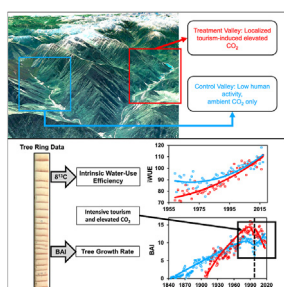 Treatment Valley: Localized
tourism-induced elevated
CO₂
Control Valley: Low human
activity,
ambient CO₂ only
Tree Ring Data
δ¹³C
Intrinsic Water-Use
Efficiency
Intensive tourism
and elevated CO₂
BAI
Tree Growth Rate
iWUE
120
110
100
90
80
70
1955
1975
1995
2015
BAI
15
10
5
0
1840
1870
1900
1930
1960
1990
2020